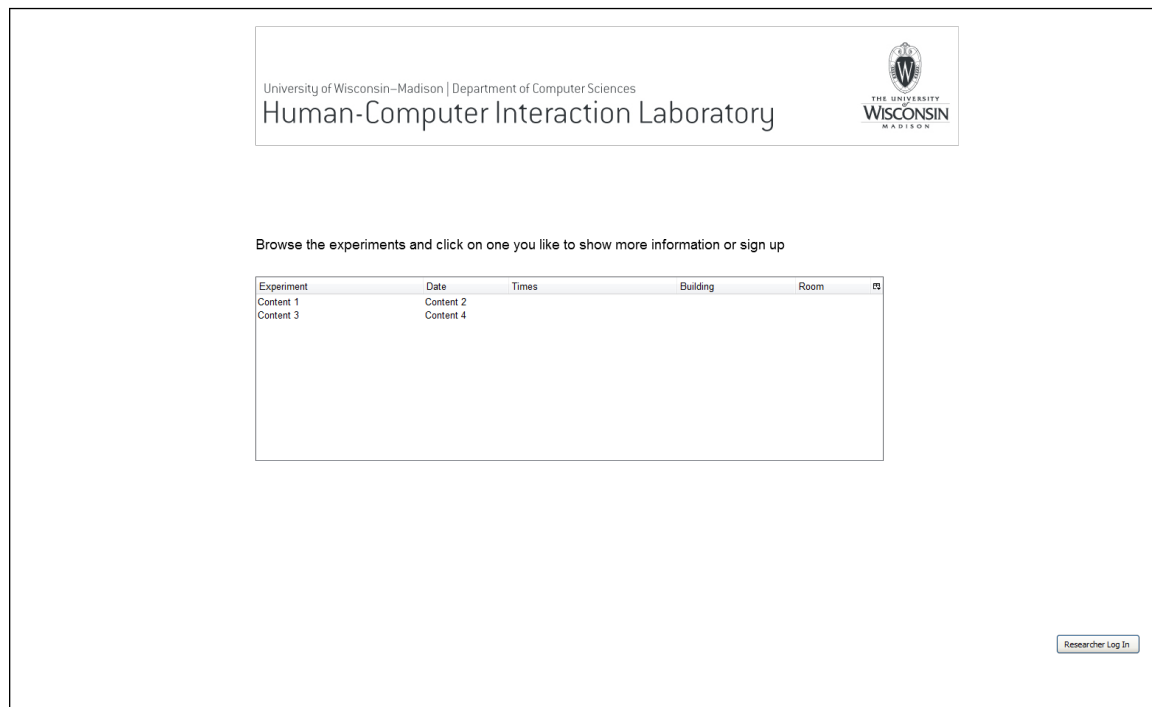 University of Wisconsin–Madison | Department of Computer Sciences
Human-Computer Interaction Laboratory
W
THE UNIVERSITY
of
WISCONSIN
MADISON
Browse the experiments and click on one you like to show more information or sign up
Experiment Date Times Building Room
Content 1 Content 2
Content 3 Content 4
Researcher Log In